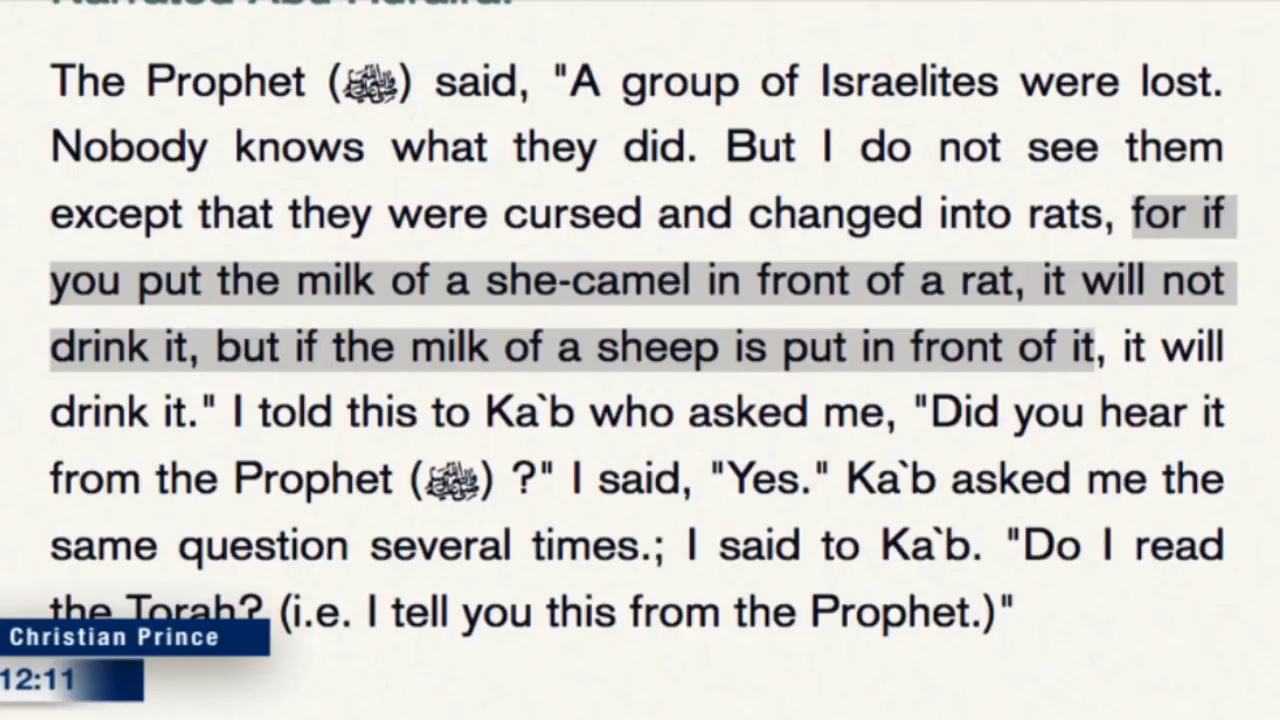 Narrated Abu Huraira:
The Prophet (ﷺ) said, "A group of Israelites were lost.
Nobody knows what they did. But I do not see them
except that they were cursed and changed into rats, for if
you put the milk of a she-camel in front of a rat, it will not
drink it, but if the milk of a sheep is put in front of it, it will
drink it." I told this to Ka`b who asked me, "Did you hear it
from the Prophet (ﷺ) ?" I said, "Yes." Ka`b asked me the
same question several times.; I said to Ka`b. "Do I read
the Torah? (i.e. I tell you this from the Prophet.)"
Christian Prince
12:11